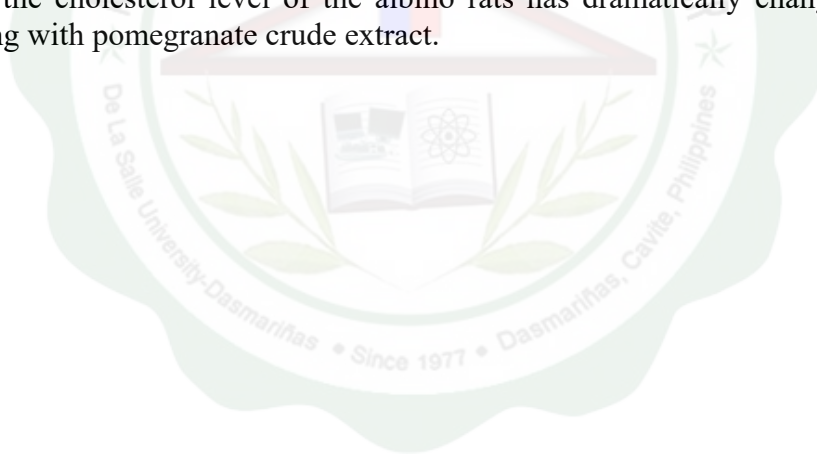 the cholesterol level of the albino rats has dramatically
with pomegranate crude extract.
De La Salle University-Dasmariñas • Since 1977 • Dasmariñas, Cavite, Philippines